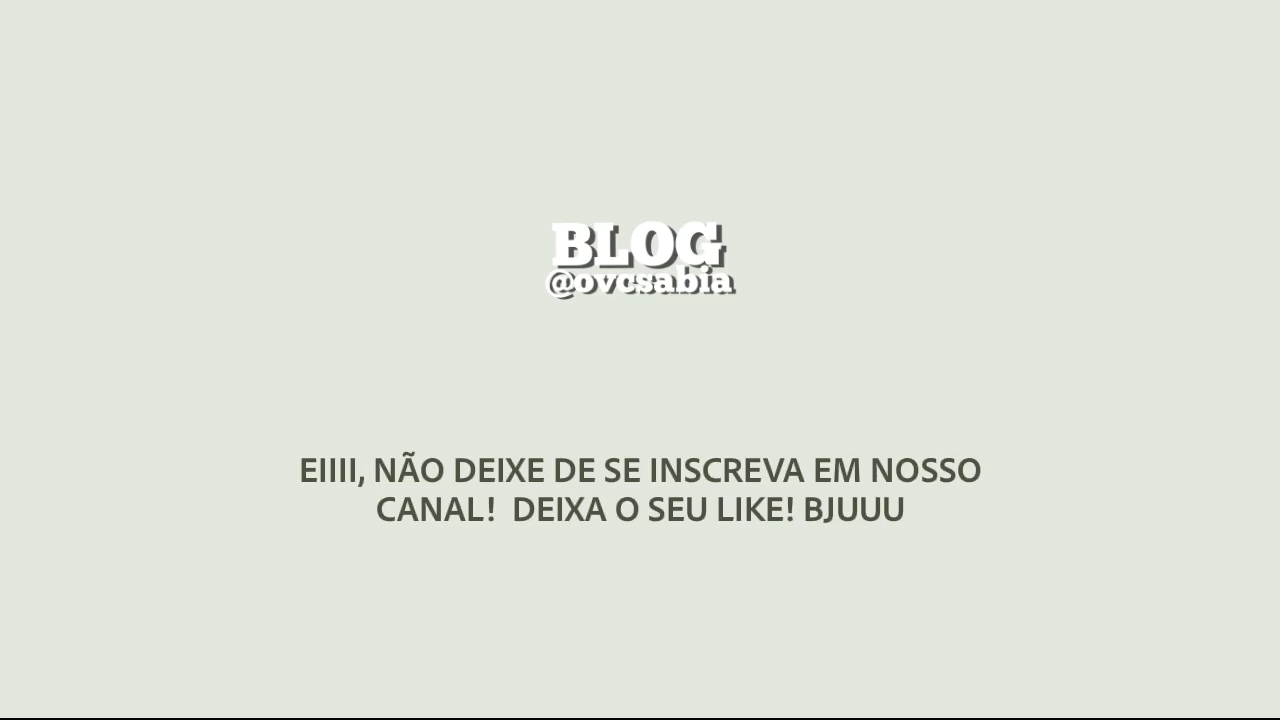 BLOG
@ovcsabia
EIIII, NÃO DEIXE DE SE INSCREVA EM NOSSO
CANAL!  DEIXA O SEU LIKE! BJUUU